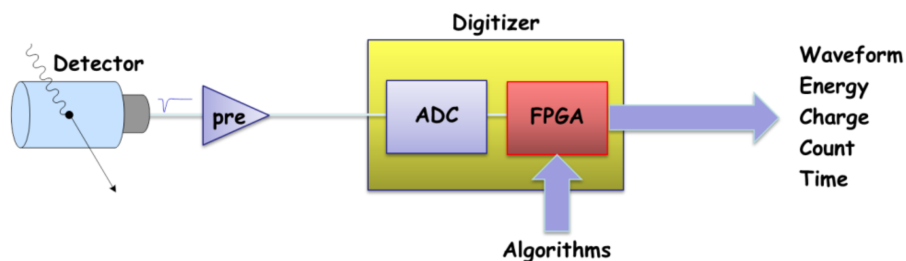 Digitizer
Detector
pre
ADC
FPGA
Algorithms
Waveform
Energy
Charge
Count
Time